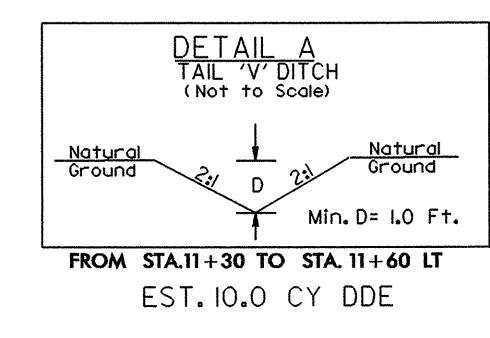 DETAIL A
TAIL 'V' DITCH
(Not to Scale)
Natural
Ground
2:1
D
2:1
Natural
Ground
Min. D= 1.0 Ft.
FROM STA.11+30 TO STA. 11+60 LT
EST. 10.0 CY DDE